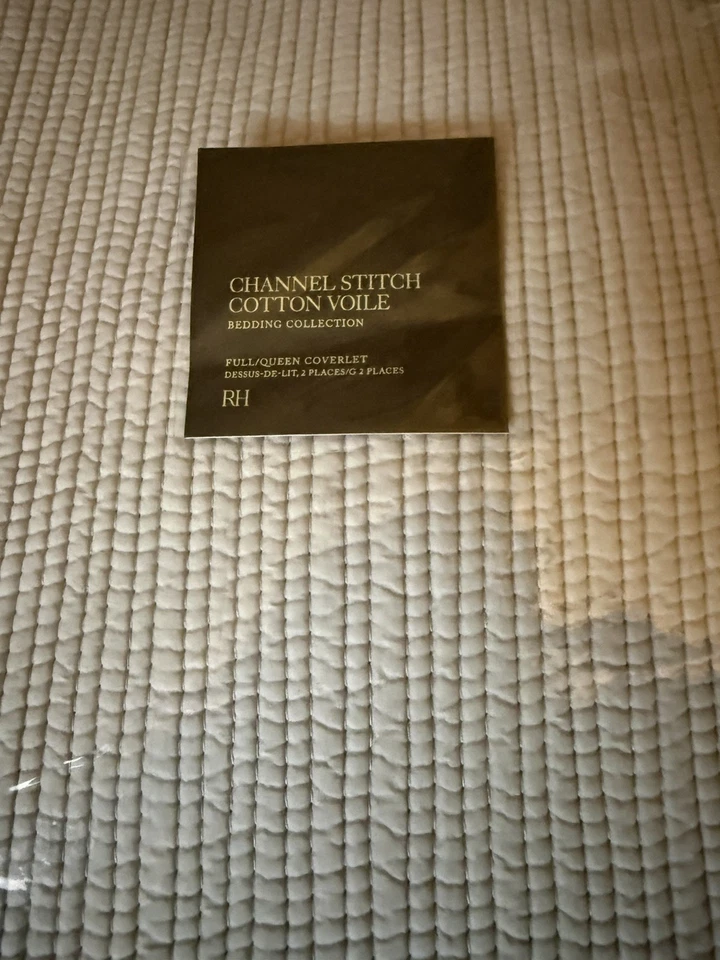 CHANNEL STITCH
COTTON VOILE
BEDDING COLLECTION
FULL/QUEEN COVERLET
DESSUS-DE-LIT, 2 PLACES/G 2 PLACES
RH